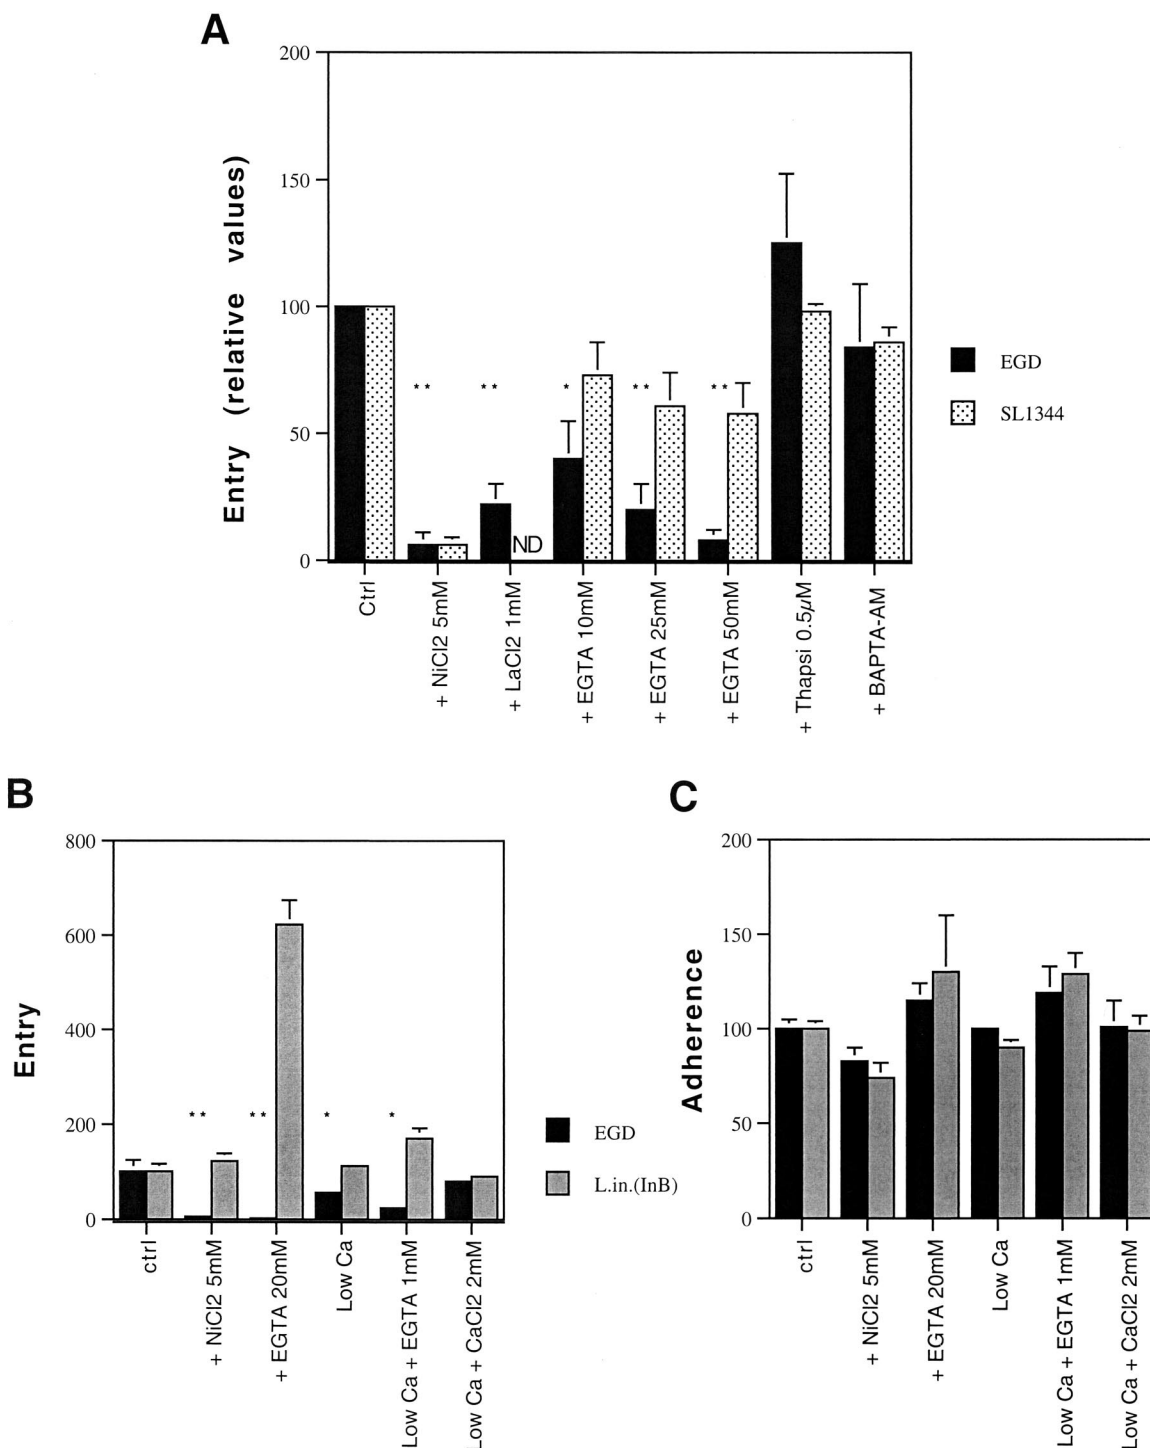 A
200
150
100
50
0
Entry (relative values)
** ** * ** **
ND
Ctrl
+ NiCl2 5mM
+ LaCl2 1mM
+ EGTA 10mM
+ EGTA 25mM
+ EGTA 50mM
+ Thapsi 0.5µM
+ BAPTA-AM
EGD
SL1344
B
800
600
400
200
0
Entry
** ** * *
ctrl
+ NiCl2 5mM
+ EGTA 20mM
Low Ca
Low Ca + EGTA 1mM
Low Ca + CaCl2 2mM
EGD
L.in.(InB)
C
200
150
100
50
0
Adherence
ctrl
+ NiCl2 5mM
+ EGTA 20mM
Low Ca
Low Ca + EGTA 1mM
Low Ca + CaCl2 2mM